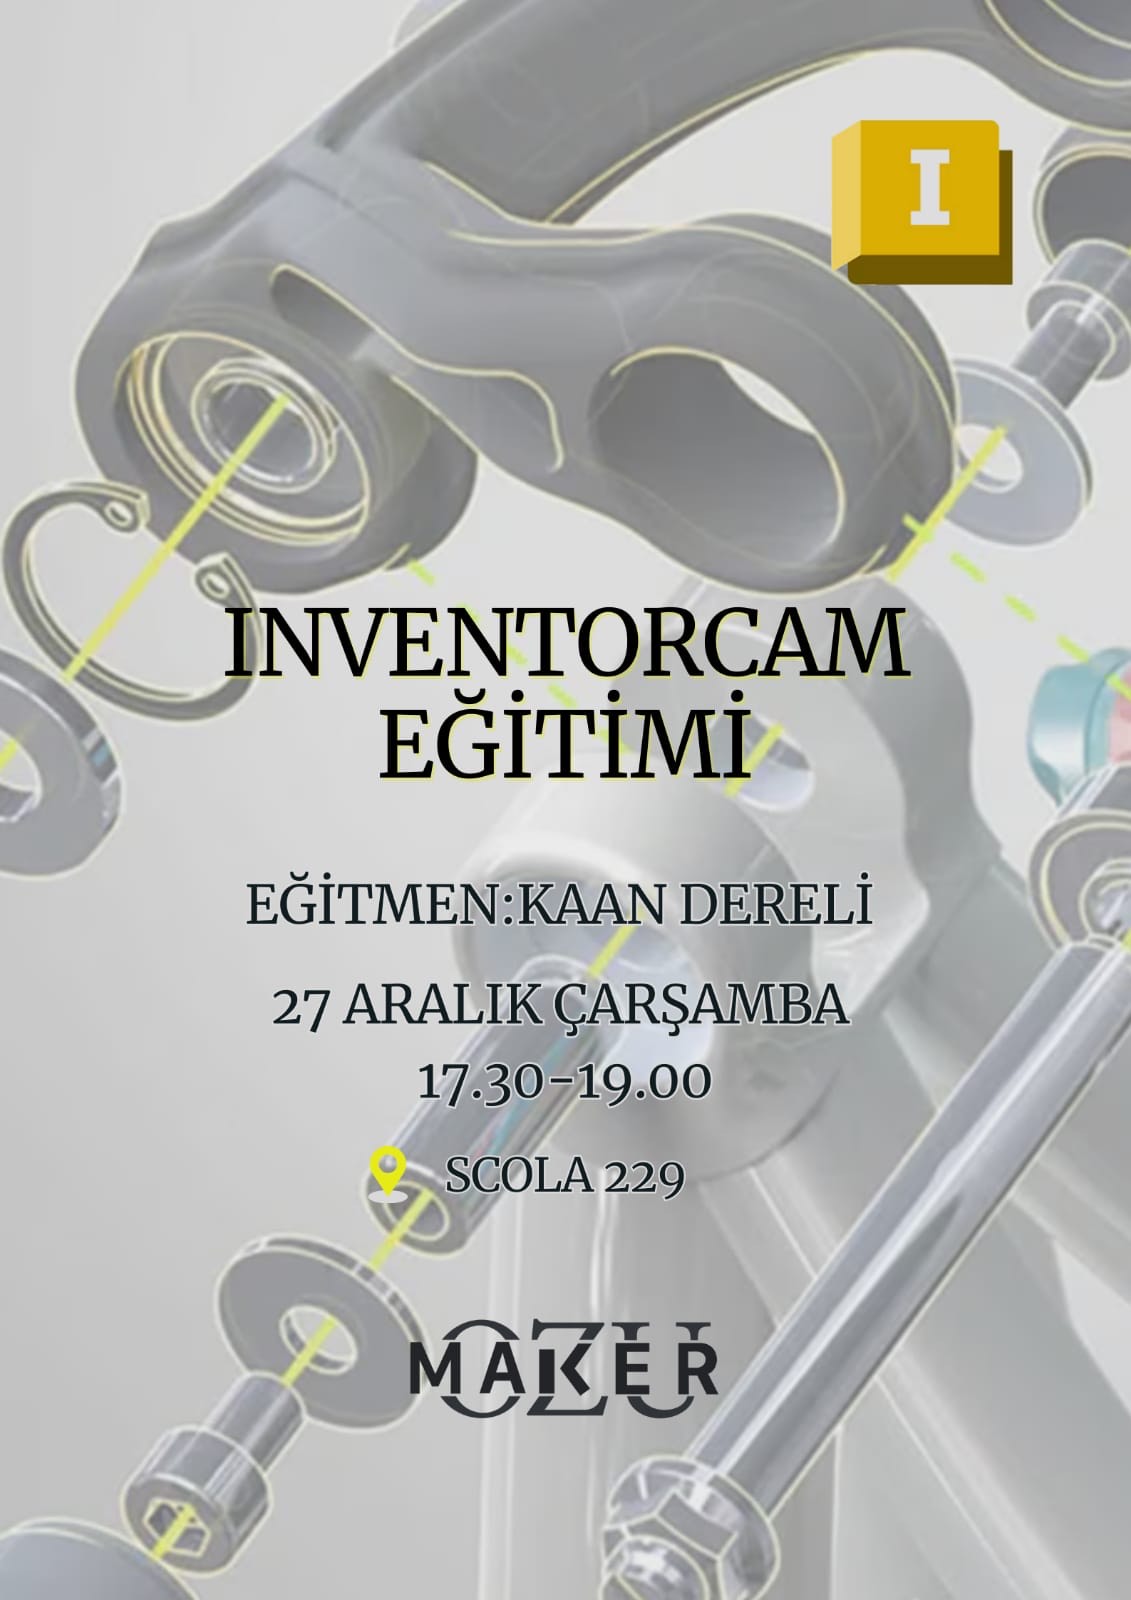 I
INVENTORCAM
EĞİTİMİ
EĞİTMEN:KAAN DERELİ
27 ARALIK ÇARŞAMBA
17.30-19.00
SCOLA 229
OZU
MAKER